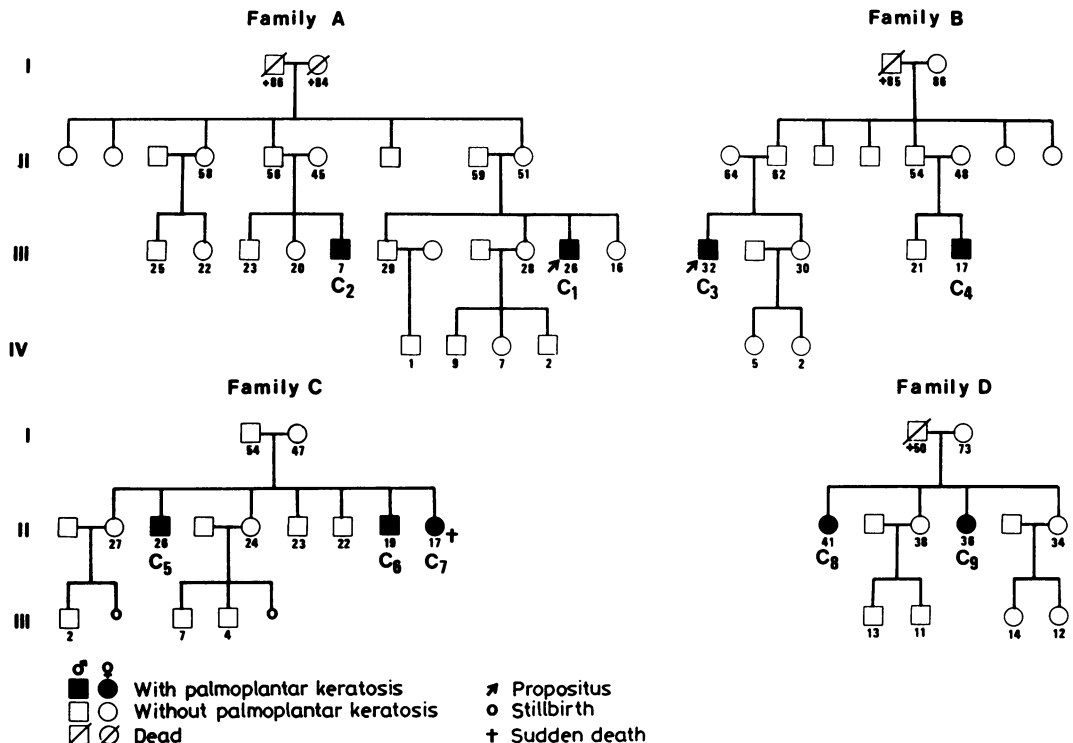 Family A
Family B
I
+86 +84
+85 86
II
58 56 45 59 51
64 62 54 48
III
25 22 23 20 7 29 28 26 16
32 30 21 17
C2 C1
C3 C4
IV
1 9 7 2
5 2
Family C
Family D
I
54 47
+50 73
II
27 26 24 23 22 19 17 †
41 38 36 34
C5 C6 C7
C8 C9
III
2 7 4
13 11 14 12
♂ ♀
With palmoplantar keratosis
Propositus
Without palmoplantar keratosis
Stillbirth
Dead
† Sudden death